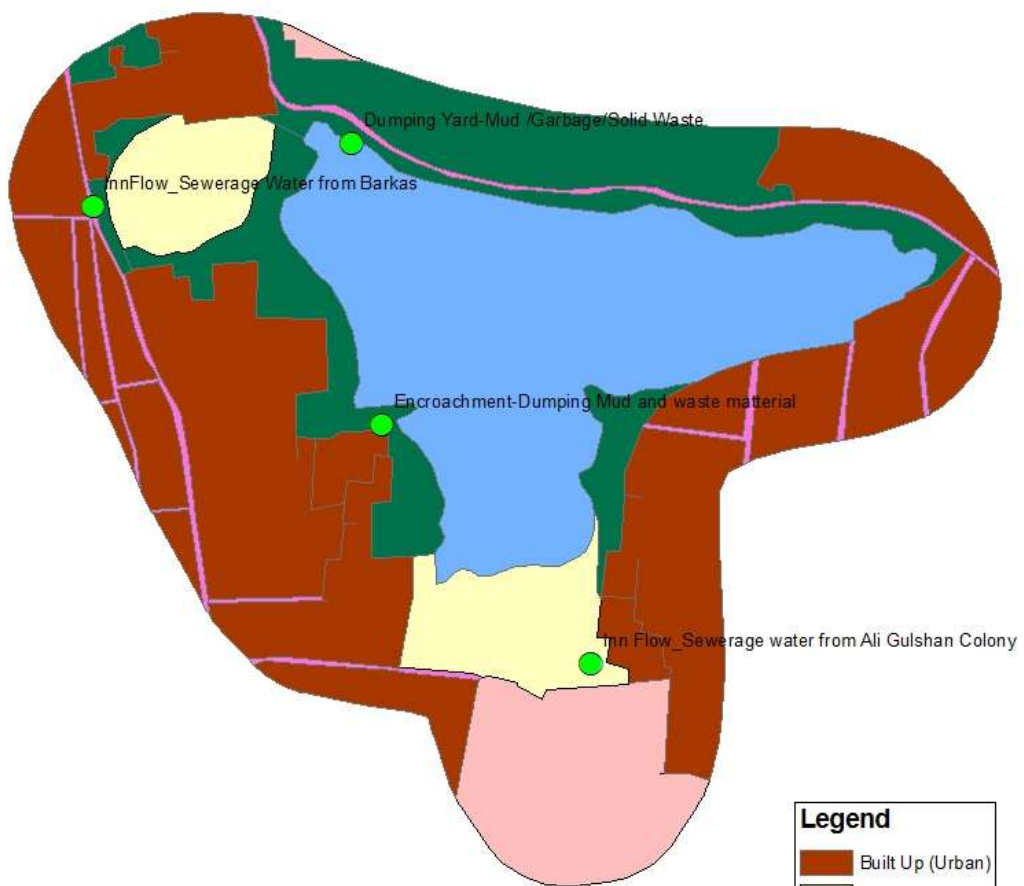 Dumping Yard-Mud /Garbage/Solid Waste.
InnFlow_Sewerage Water from Barkas
Encroachment-Dumping Mud and waste matterial
Inn Flow_Sewerage water from Ali Gulshan Colony
Legend
Built Up (Urban)